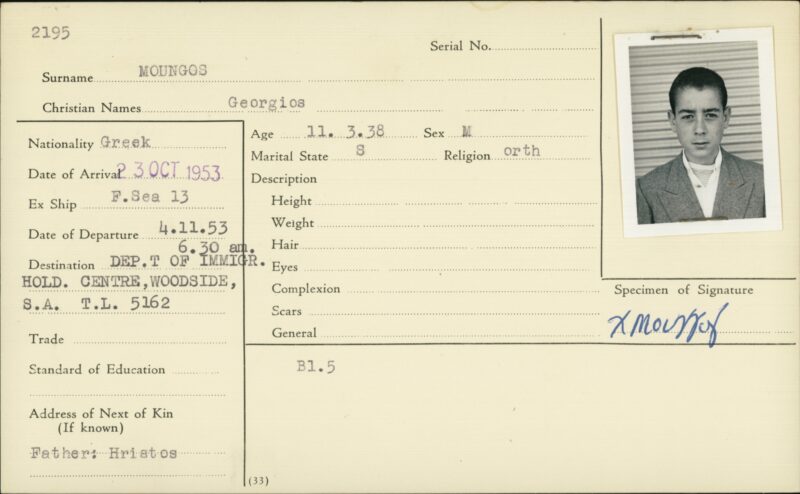 2195
Serial No.
Surname MOUNGOS
Christian Names Georgios
Nationality Greek
Date of Arrival 23 OCT 1953
Ex Ship F.Sea 13
Date of Departure 4.11.53
6.30 am.
Destination DEP.T OF IMMIGR.
HOLD. CENTRE,WOODSIDE,
S.A. T.L. 5162
Trade
Standard of Education
Address of Next of Kin
(If known)
Father: Hristos
Age 11. 3.38 Sex M
Marital State S Religion orth
Description
Height
Weight
Hair
Eyes
Complexion
Scars
General
Bl.5
(33)
Specimen of Signature